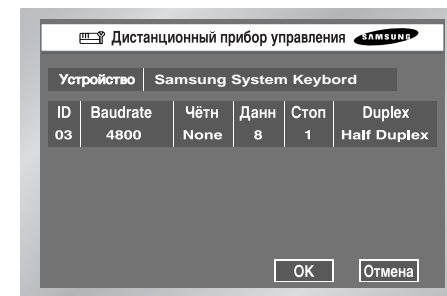 Дистанционный прибор управления SAMSUNG
Устройство Samsung System Keybord
ID Baudrate Чётн Данн Стоп Duplex
03 4800 None 8 1 Half Duplex
OK Отмена